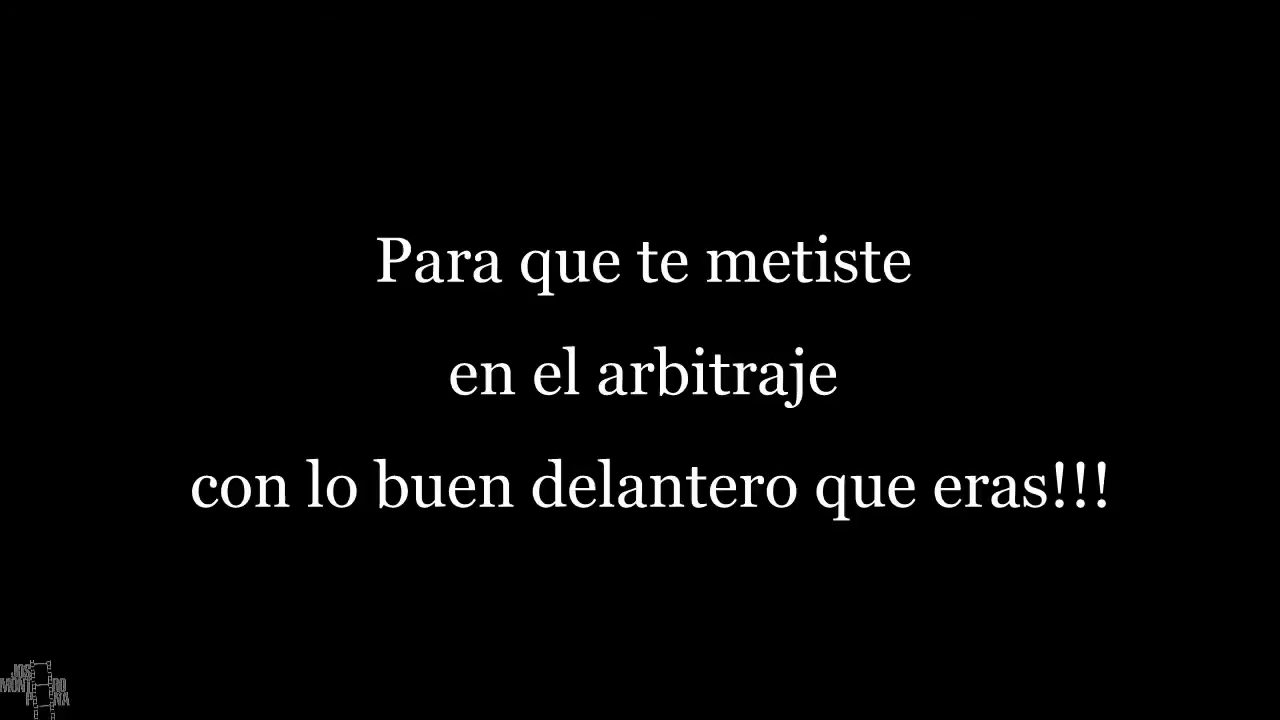 Para que te metiste
en el arbitraje
con lo buen delantero que eras!!!